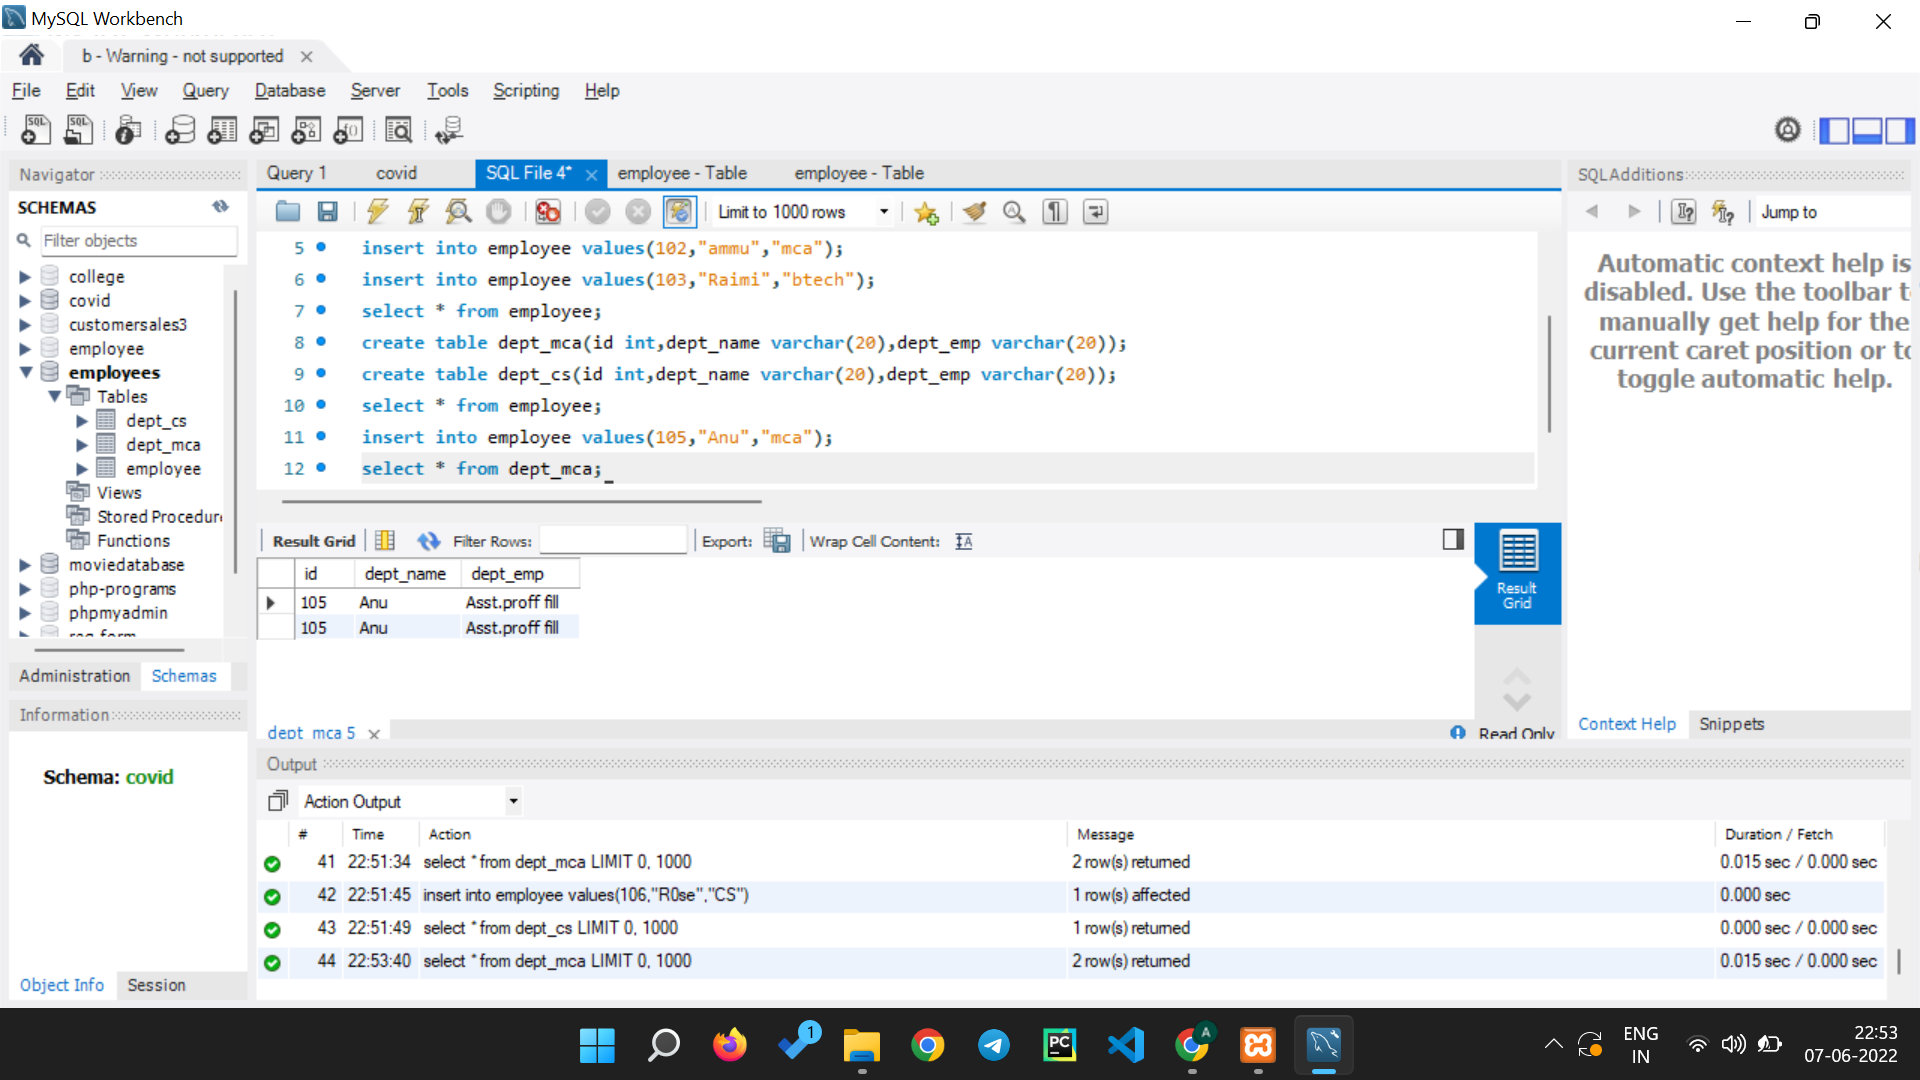 MySQL Workbench
b - Warning - not supported
File Edit View Query Database Server Tools Scripting Help
Navigator
SCHEMAS
Filter objects
college
covid
customersales3
employee
employees
Tables
dept_cs
dept_mca
employee
Views
Stored Procedur
Functions
moviedatabase
php-programs
phpmyadmin
Administration Schemas
Information
Schema: covid
Object Info Session
Query 1 covid SQL File 4* employee - Table employee - Table
Limit to 1000 rows
5 insert into employee values(102,"ammu","mca");
6 insert into employee values(103,"Raimi","btech");
7 select * from employee;
8 create table dept_mca(id int,dept_name varchar(20),dept_emp varchar(20));
9 create table dept_cs(id int,dept_name varchar(20),dept_emp varchar(20));
10 select * from employee;
11 insert into employee values(105,"Anu","mca");
12 select * from dept_mca;
Result Grid Filter Rows: Export: Wrap Cell Content:
id dept_name dept_emp
105 Anu Asst.proff fill
105 Anu Asst.proff fill
Result
Grid
dept_mca 5 Read Only
SQLAdditions
Jump to
Automatic context help is
disabled. Use the toolbar t
manually get help for the
current caret position or to
toggle automatic help.
Context Help Snippets
Output
Action Output
# Time Action Message Duration / Fetch
41 22:51:34 select * from dept_mca LIMIT 0, 1000 2 row(s) returned 0.015 sec / 0.000 sec
42 22:51:45 insert into employee values(106,"R0se","CS") 1 row(s) affected 0.000 sec
43 22:51:49 select * from dept_cs LIMIT 0, 1000 1 row(s) returned 0.000 sec / 0.000 sec
44 22:53:40 select * from dept_mca LIMIT 0, 1000 2 row(s) returned 0.015 sec / 0.000 sec
1
PC
A
ENG
IN
22:53
07-06-2022